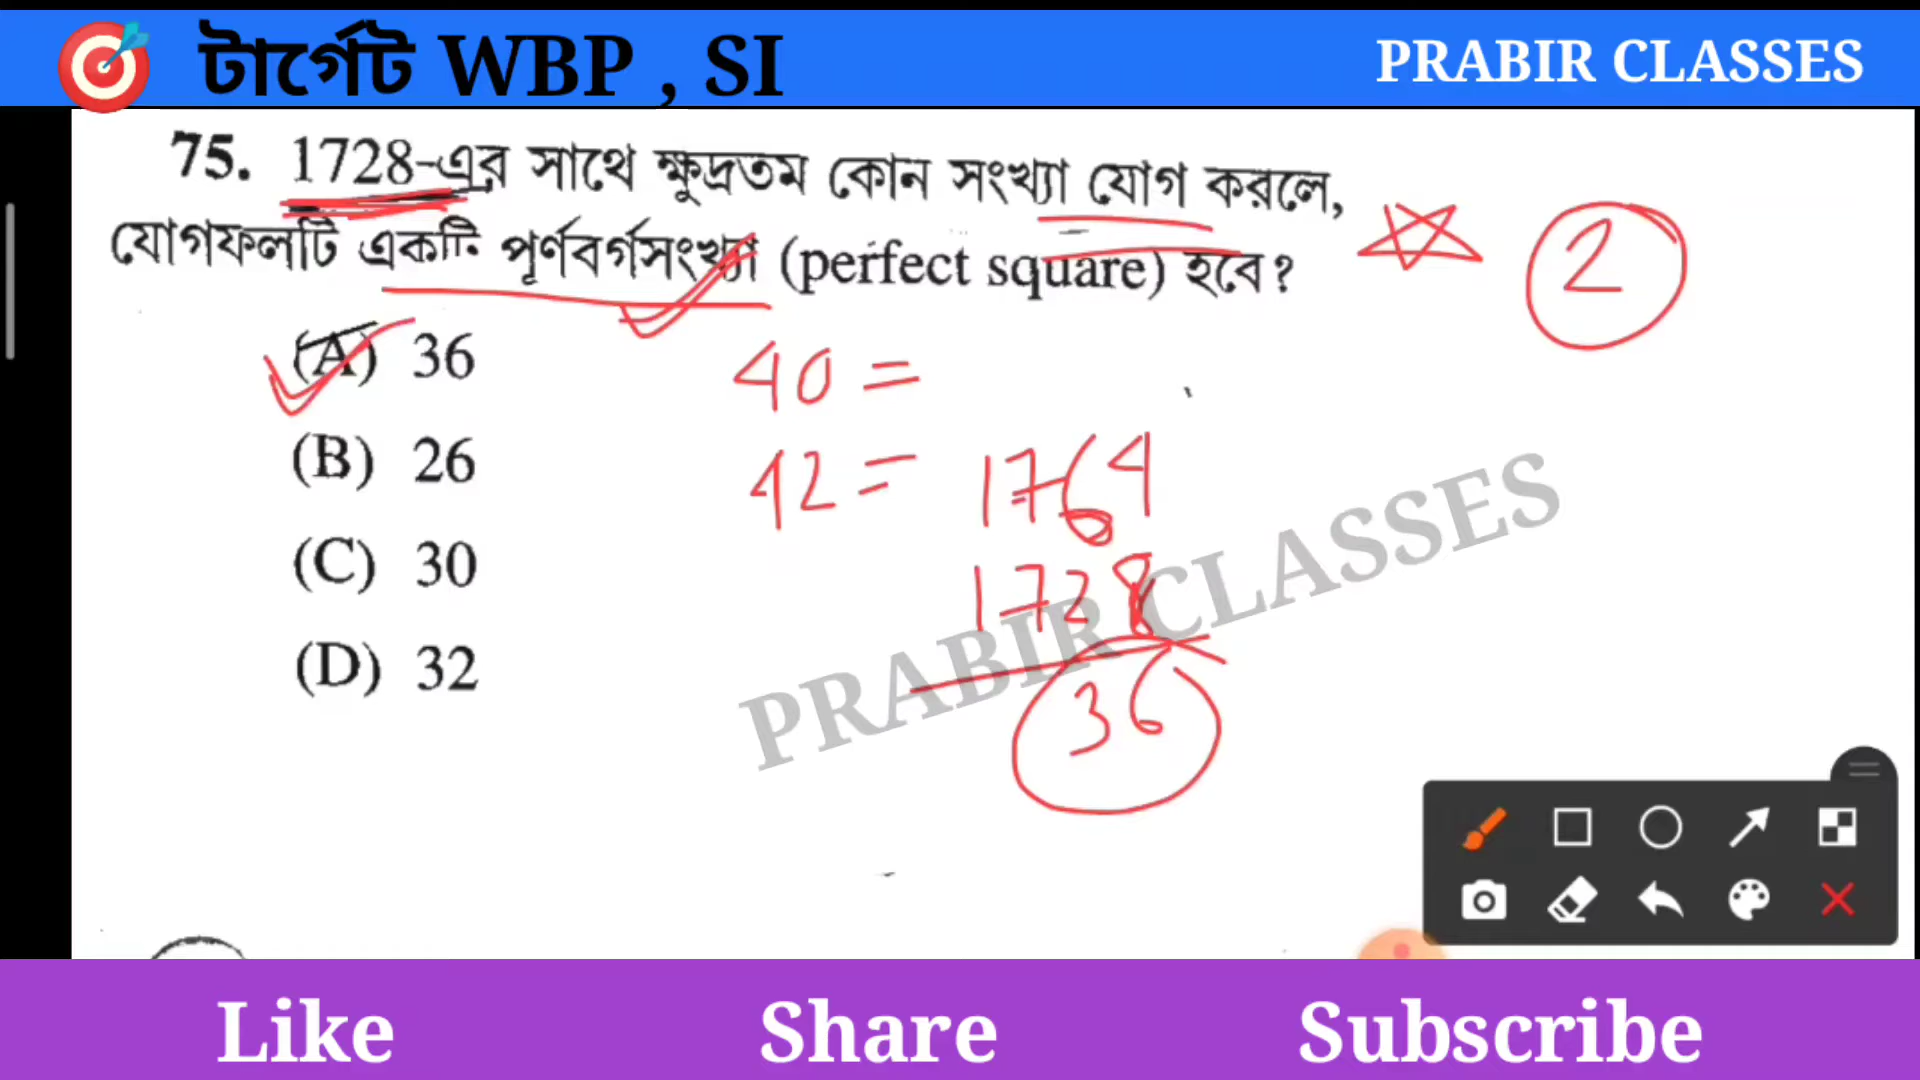 টার্গেট WBP , SI
PRABIR CLASSES
75. 1728-এর সাথে ক্ষুদ্রতম কোন সংখ্যা যোগ করলে,
যোগফলটি একটি পূর্ণবর্গসংখ্যা (perfect square) হবে?
2
(A) 36
(B) 26
(C) 30
(D) 32
40 =
42 = 1764
1728
36
PRABIR CLASSES
Like
Share
Subscribe